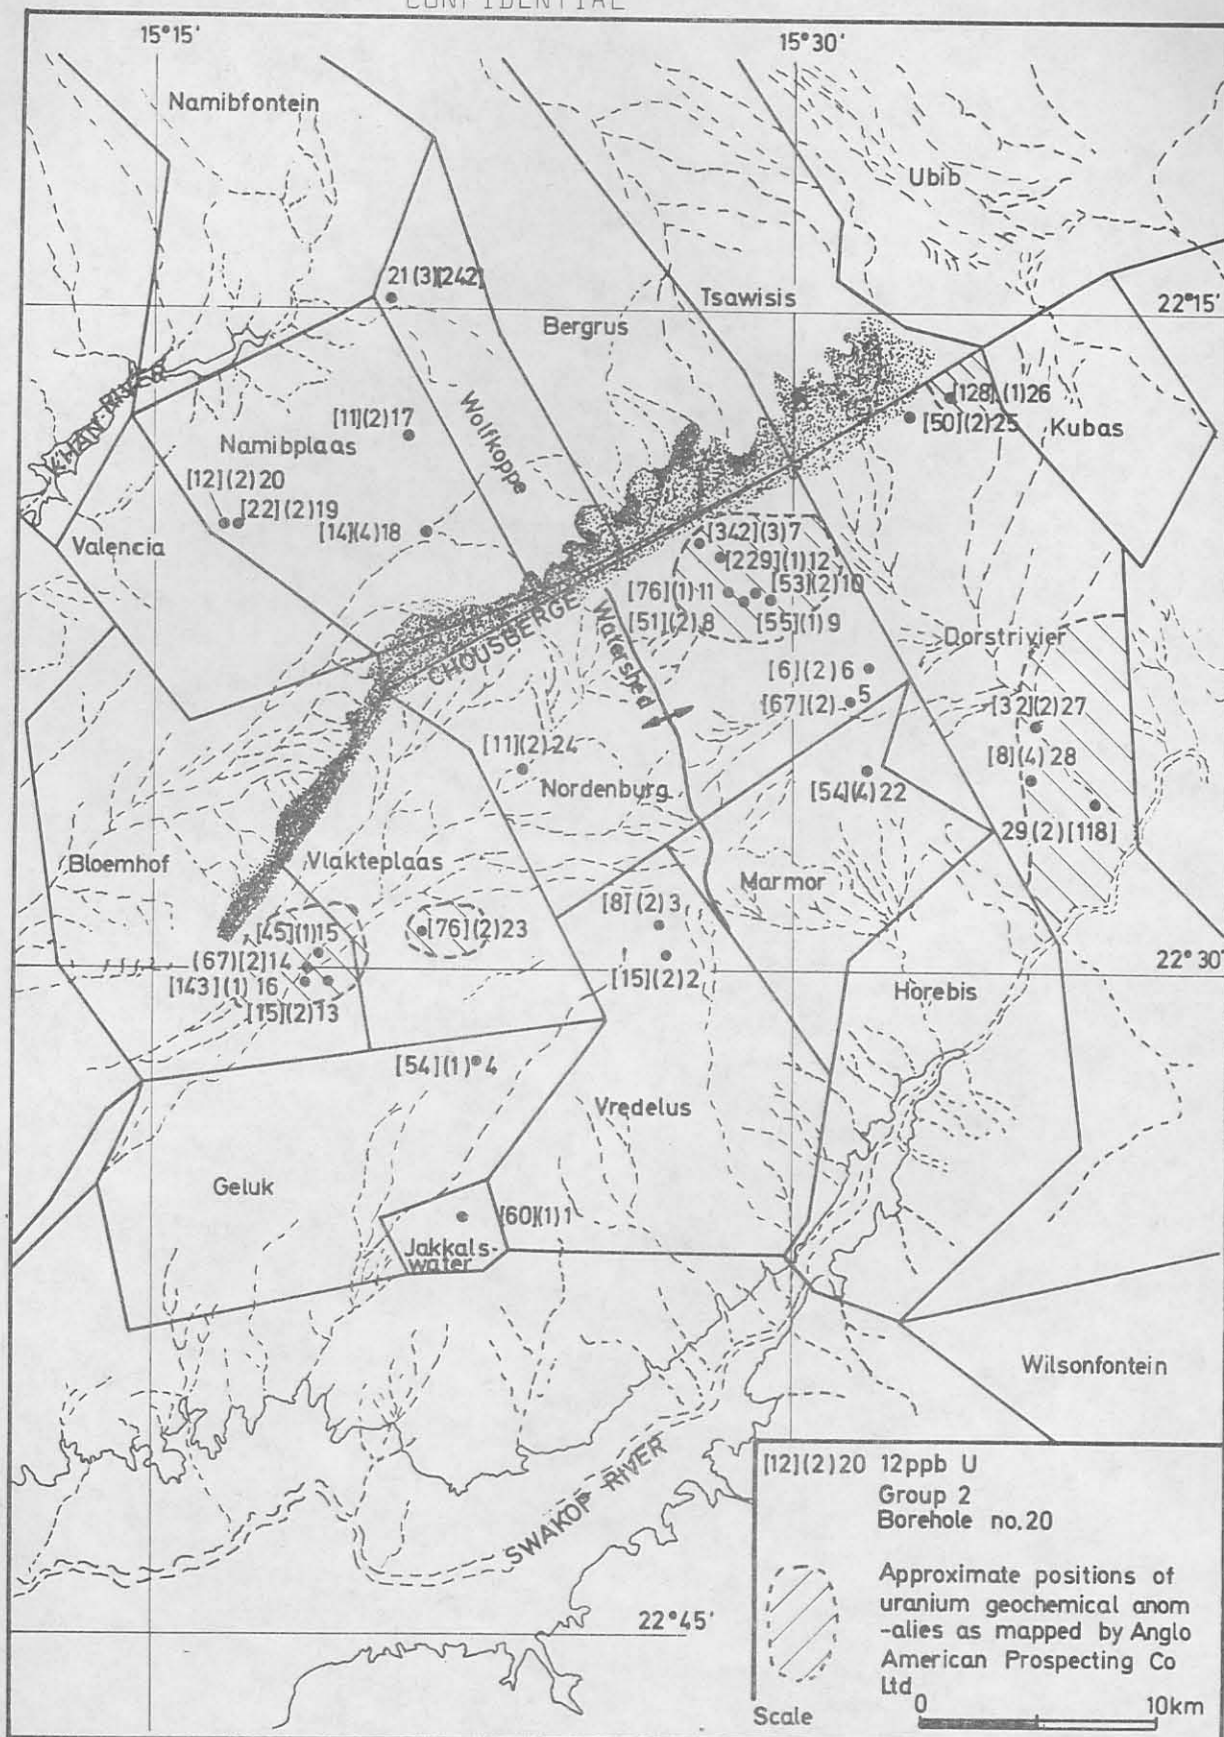 CONFIDENTIAL
15°15'
15°30'
Namibfontein
Ubib
21(3)[242]
Tsawisis
22°15'
Bergrus
KHAN RIVER
[128](1)26
[11](2)17
Wolfkoppe
[50](2)25
Kubas
Namibplaas
[12](2)20
[22](2)19
[14](4)18
Valencia
[342](3)7
[229](1)12
[76](1)11
[53](2)10
[51](2)8
[55](1)9
CHOUSBERGE
Watershed
Dorstrivier
[6](2)6
[67](2)
5
[32](2)27
[11](2)24
[8](4)28
Nordenburg
[54](4)22
29(2)[118]
Bloemhof
Vlakteplaas
Marmor
[8](2)3
[45](1)15
[76](2)23
(67)[2]14
22°30'
[143](1)16
[15](2)2
Horebis
[15](2)13
[54](1)
4
Vredelus
Geluk
[60](1)1
Jakkals-
water
Wilsonfontein
SWAKOP RIVER
22°45'
[12](2)20 12ppb U
Group 2
Borehole no.20
Approximate positions of
uranium geochemical anom
-alies as mapped by Anglo
American Prospecting Co
Ltd
Scale
0 10km